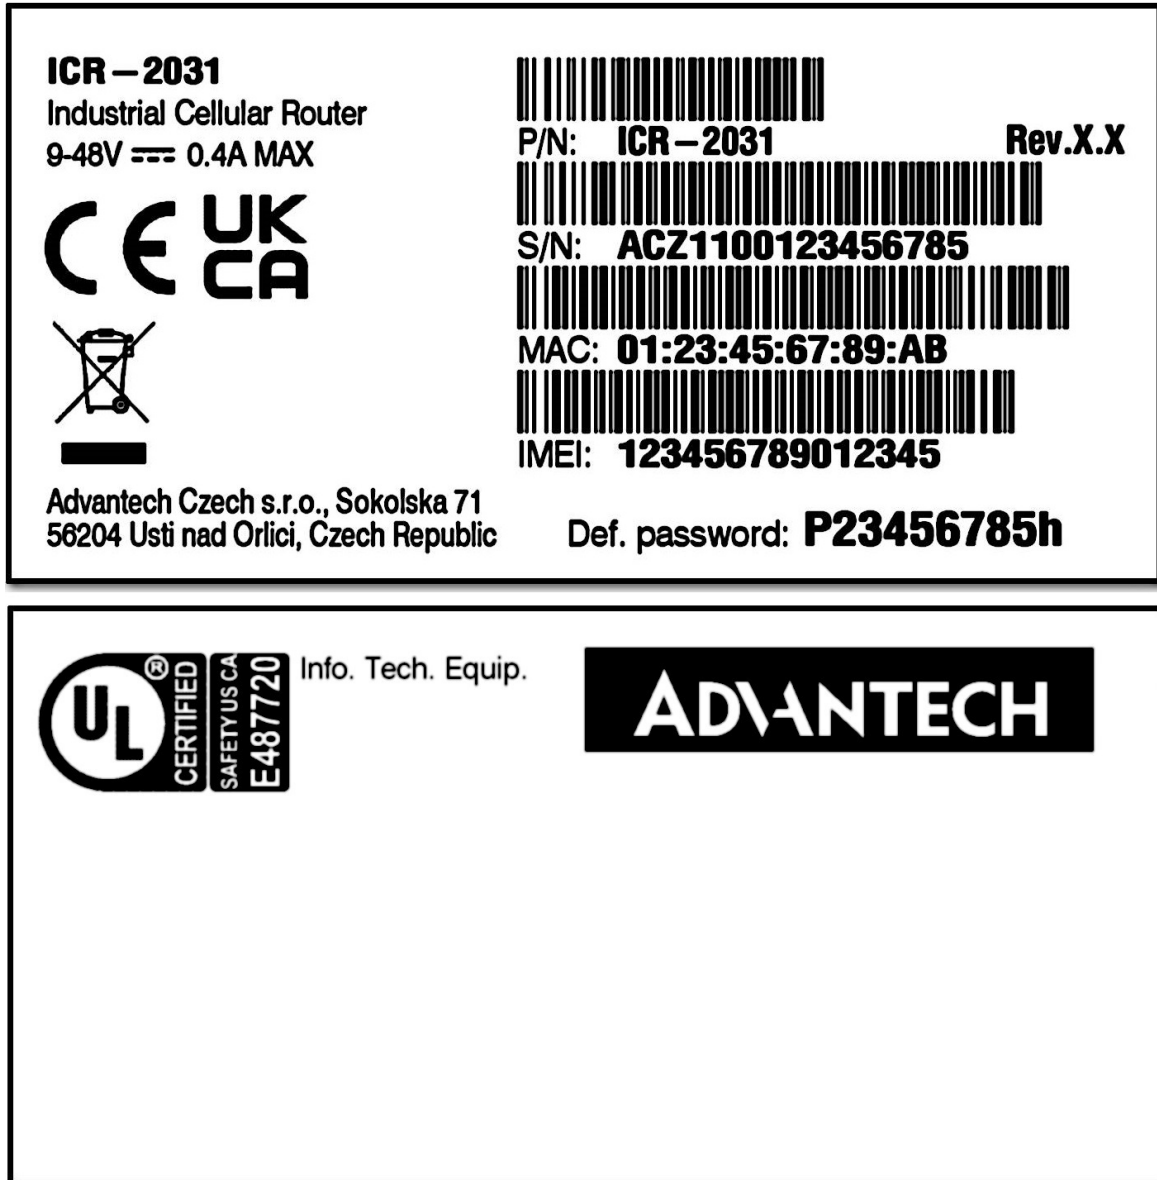 ICR – 2031
Industrial Cellular Router
9-48V 0.4A MAX
CE
UK
CA
Advantech Czech s.r.o., Sokolska 71
56204 Usti nad Orlici, Czech Republic
P/N: ICR – 2031 Rev.X.X
S/N: ACZ1100123456785
MAC: 01:23:45:67:89:AB
IMEI: 123456789012345
Def. password: P23456785h
UL ®
CERTIFIED
SAFETY US CA
E487720
Info. Tech. Equip.
ADVANTECH